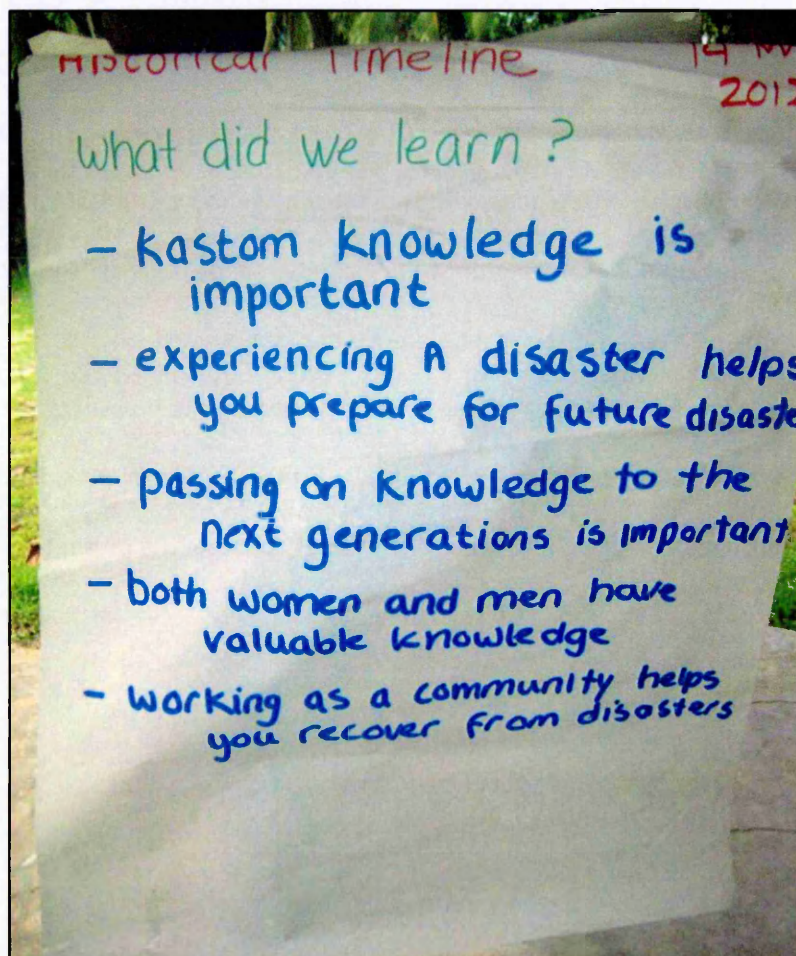 Historical Timeline 14
2012
what did we learn ?
– kastom knowledge is
important
– experiencing A disaster helps
you prepare for future
– passing on knowledge to the
next generations is important.
– both women and men have
valuable knowledge
– working as a community helps
you recover from disasters